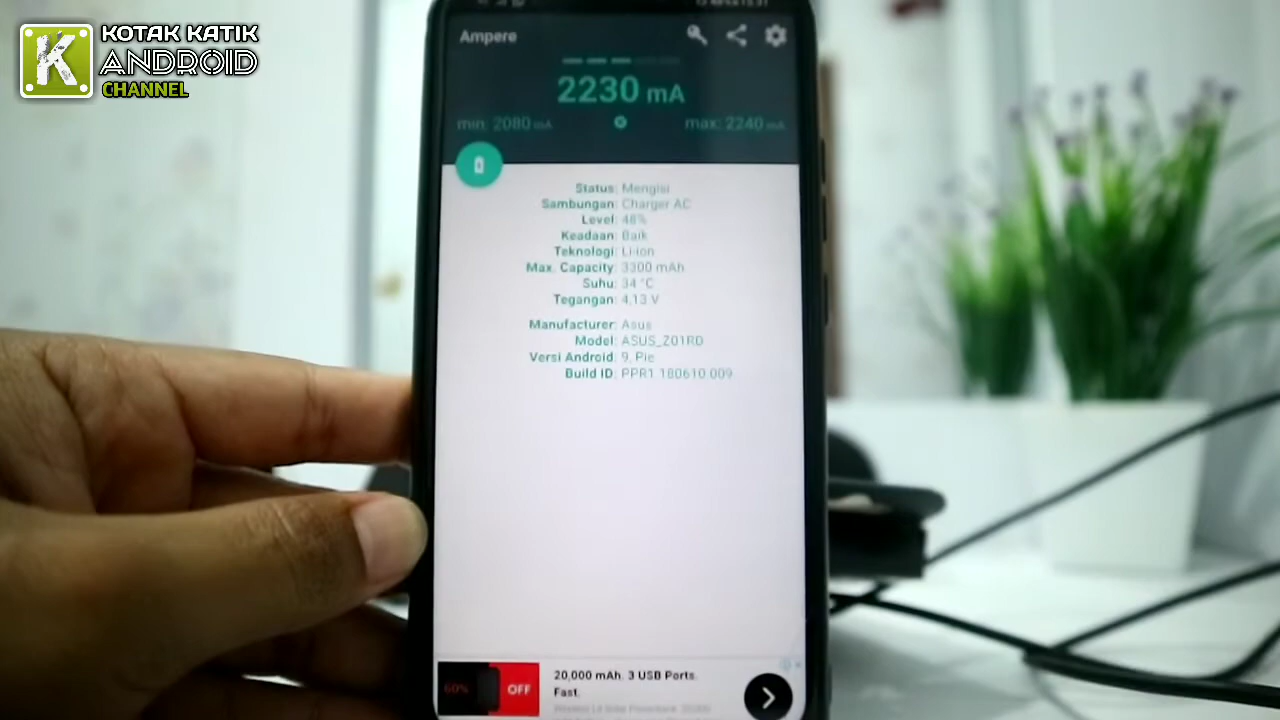 KOTAK KATIK
ANDROID
CHANNEL
Ampere
2230 mA
min: 2080 mA
max: 2240 mA
Status: Mengisi
Sambungan: Charger AC
Level: 48%
Keadaan: Baik
Teknologi: Li-ion
Max. Capacity: 3300 mAh
Suhu: 34 °C
Tegangan: 4,13 V
Manufacturer: Asus
Model: ASUS_Z01RD
Versi Android: 9, Pie
Build ID: PPR1.180610.009
60% OFF
20,000 mAh. 3 USB Ports.
Fast.